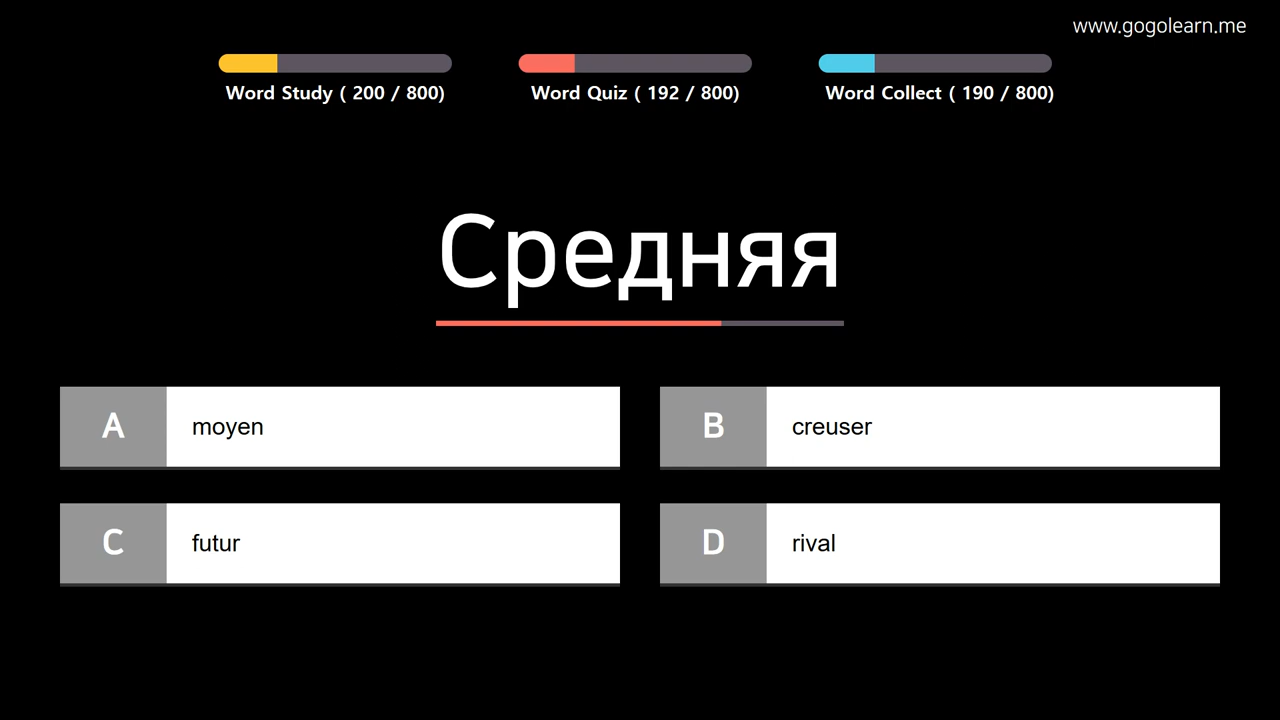 www.gogolearn.me
Word Study ( 200 / 800)
Word Quiz ( 192 / 800)
Word Collect ( 190 / 800)
Средняя
A moyen
B creuser
C futur
D rival